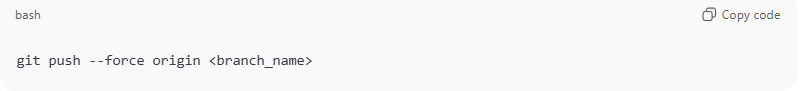 bash
Copy code
git push --force origin <branch_name>